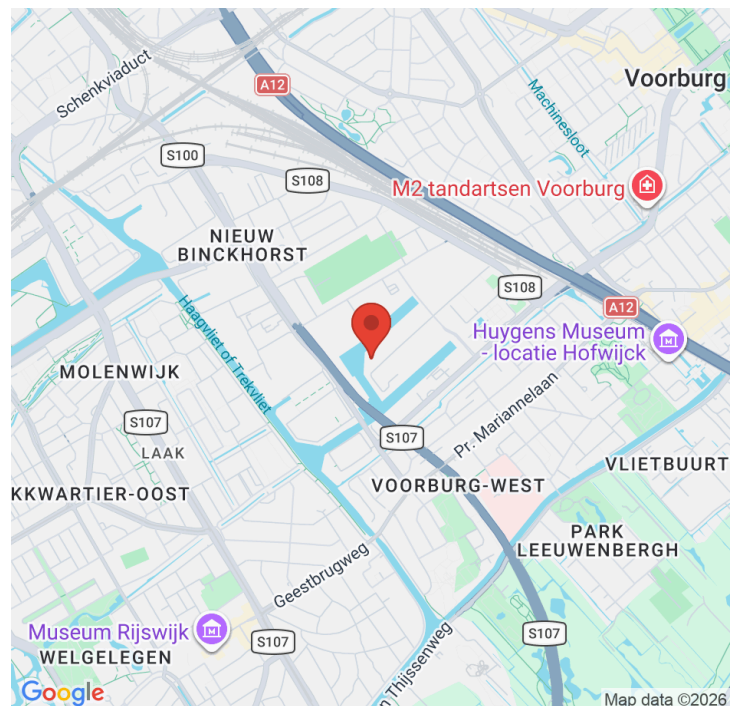 Voorburg
A12
Schenkviaduct
Machinesloot
S100
S108
M2 tandartsen Voorburg
NIEUW
BINCKHORST
S108
A12
Haagvliet of Trekvliet
Huygens Museum
- locatie Hofwijck
MOLENWIJK
S107
LAAK
S107
Pr. Mariannelaan
KKWARTIER-OOST
VOORBURG-WEST
VLIETBUURT
PARK
LEEUWENBERGH
Geestbrugweg
Museum Rijswijk
WELGELEGEN
S107
S107
n Thijssenweg
Google
Map data ©2026